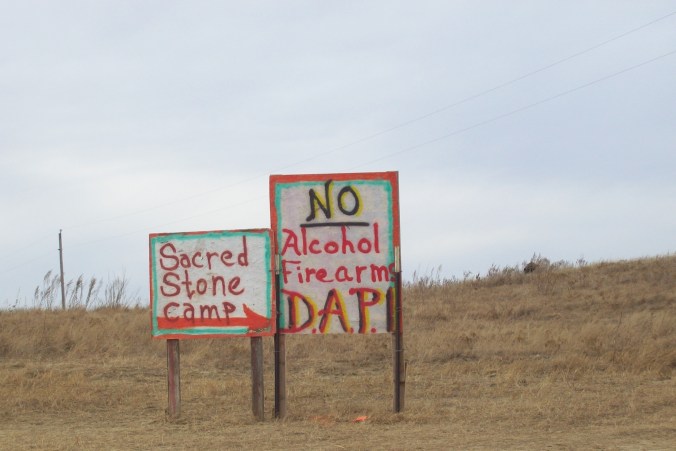 Sacred
Stone
camp
NO
Alcohol
Firearm
D.A.P.!